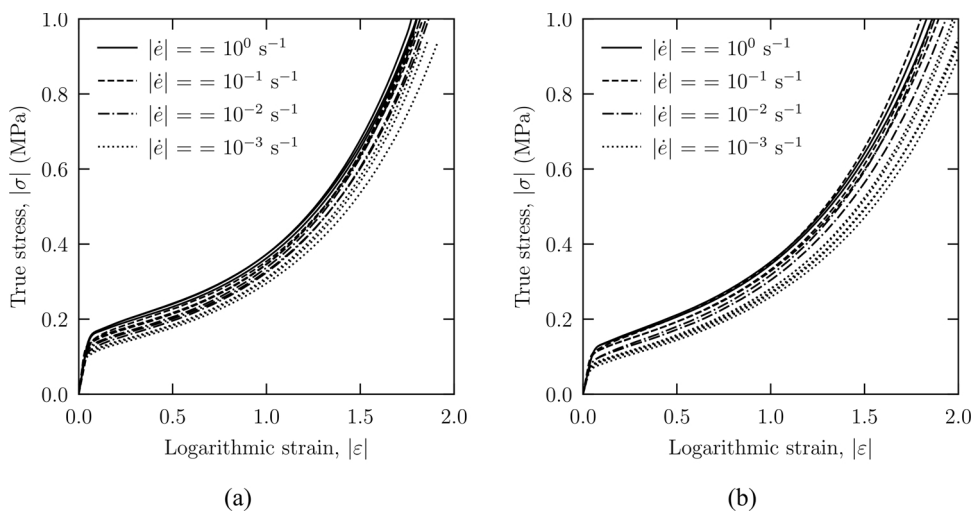 1.0
0.8
0.6
0.4
0.2
0.0
True stress, |σ| (MPa)
|ė| = = 10⁰ s⁻¹
|ė| = = 10⁻¹ s⁻¹
|ė| = = 10⁻² s⁻¹
|ė| = = 10⁻³ s⁻¹
0.0 0.5 1.0 1.5 2.0
Logarithmic strain, |ε|
(a)
1.0
0.8
0.6
0.4
0.2
0.0
True stress, |σ| (MPa)
|ė| = = 10⁰ s⁻¹
|ė| = = 10⁻¹ s⁻¹
|ė| = = 10⁻² s⁻¹
|ė| = = 10⁻³ s⁻¹
0.0 0.5 1.0 1.5 2.0
Logarithmic strain, |ε|
(b)